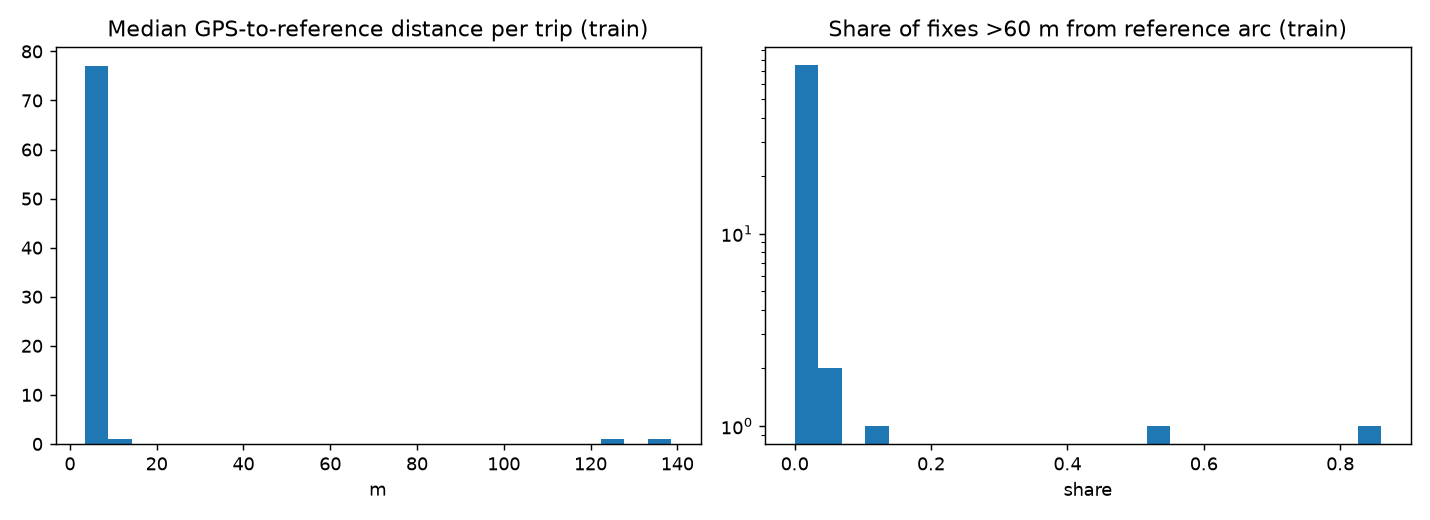 Median GPS-to-reference distance per trip (train)
80
70
60
50
40
30
20
10
0
0 20 40 60 80 100 120 140
m
Share of fixes >60 m from reference arc (train)
10¹
10⁰
0.0 0.2 0.4 0.6 0.8
share